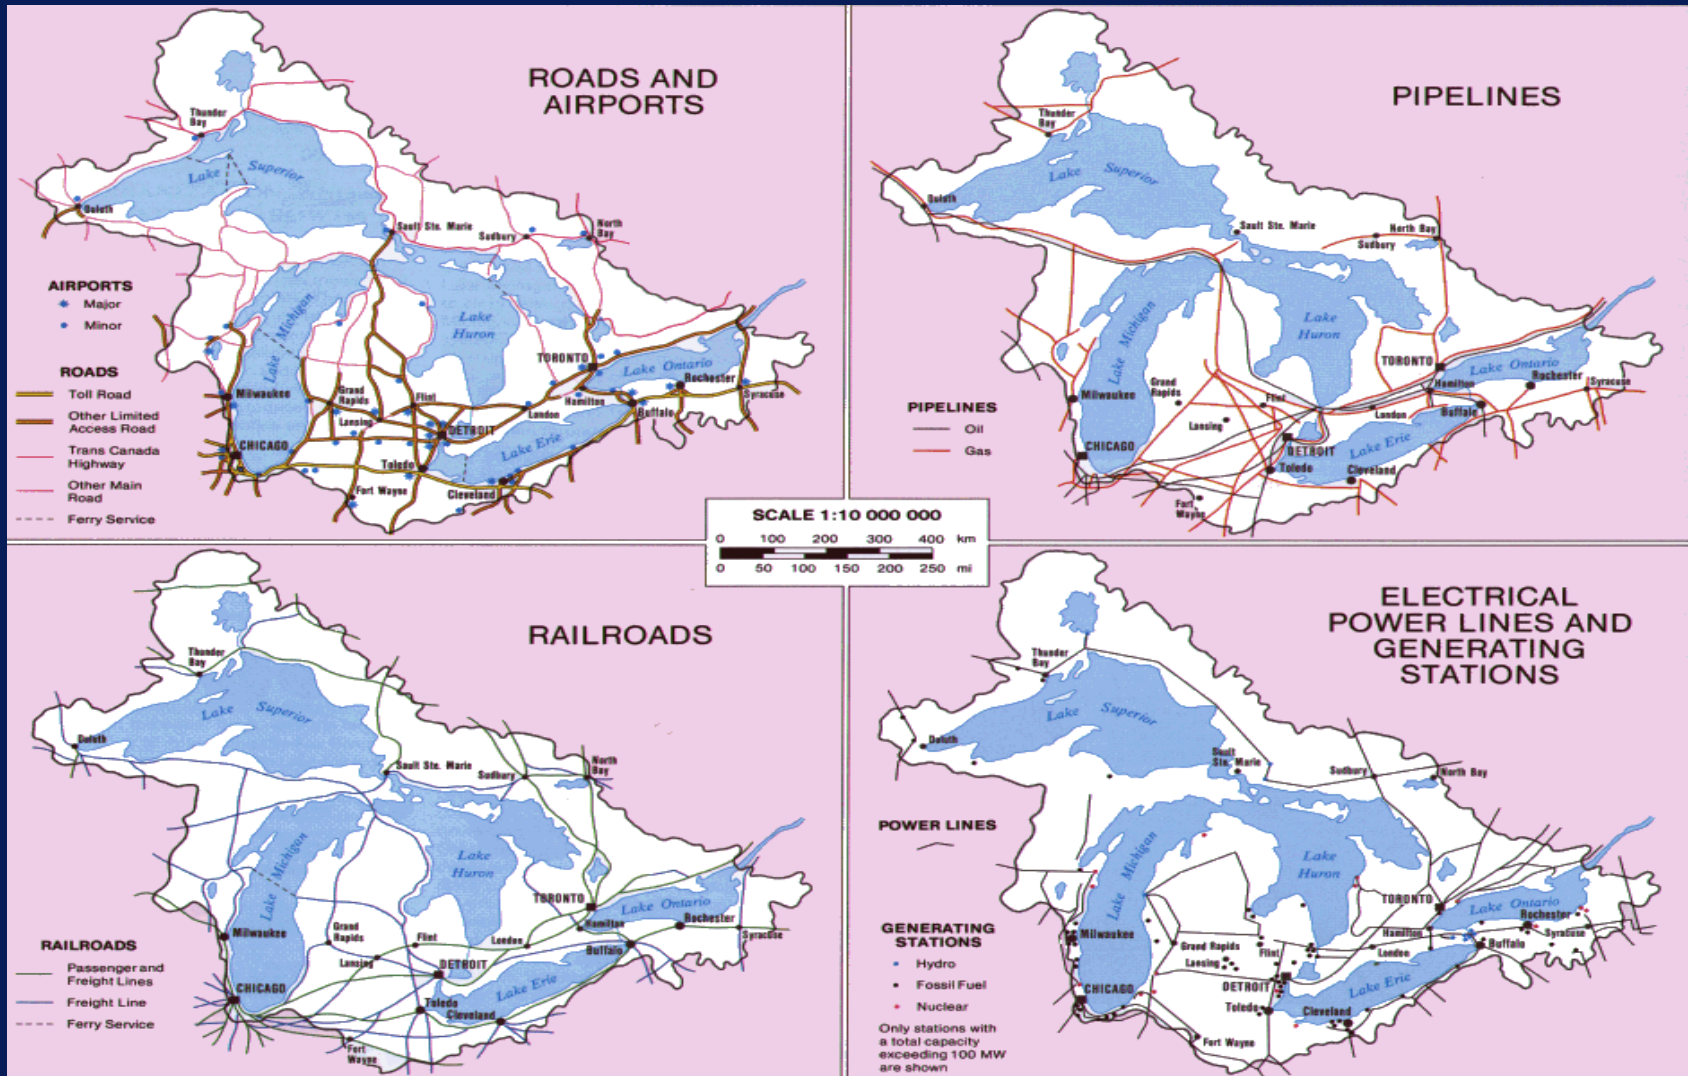 ROADS AND
AIRPORTS
Thunder
Bay
Lake Superior
Duluth
Sault Ste. Marie
Sudbury
North
Bay
AIRPORTS
Major
Minor
Lake Michigan
Lake
Huron
ROADS
Toll Road
Other Limited
Access Road
Trans Canada
Highway
Other Main
Road
Ferry Service
TORONTO
Lake Ontario
Rochester
Milwaukee
Grand
Rapids
Flint
Hamilton
London
Buffalo
Syracuse
Lansing
DETROIT
CHICAGO
Lake Erie
Toledo
Fort Wayne
Cleveland
PIPELINES
Thunder
Bay
Lake Superior
Duluth
Sault Ste. Marie
North Bay
Sudbury
Lake Michigan
Lake
Huron
TORONTO
Lake Ontario
Rochester
Syracuse
Hamilton
Grand
Rapids
Milwaukee
Flint
London
Buffalo
Lansing
PIPELINES
Oil
Gas
CHICAGO
DETROIT
Lake Erie
Toledo
Cleveland
Fort
Wayne
SCALE 1:10 000 000
0 100 200 300 400 km
0 50 100 150 200 250 mi
RAILROADS
Thunder
Bay
Lake Superior
Duluth
Sault Ste. Marie
Sudbury
North
Bay
Lake Michigan
Lake
Huron
TORONTO
Lake Ontario
Rochester
Hamilton
Syracuse
Milwaukee
Grand
Rapids
Flint
London
Buffalo
Lansing
DETROIT
RAILROADS
Passenger and
Freight Lines
Freight Line
Ferry Service
CHICAGO
Lake Erie
Toledo
Cleveland
Fort
Wayne
ELECTRICAL
POWER LINES AND
GENERATING
STATIONS
Thunder
Bay
Lake Superior
Duluth
Sault
Ste. Marie
Sudbury
North Bay
POWER LINES
Lake Michigan
Lake
Huron
TORONTO
Lake Ontario
Rochester
Hamilton
Syracuse
Milwaukee
Grand Rapids
Buffalo
Flint
London
Lansing
GENERATING
STATIONS
Hydro
Fossil Fuel
Nuclear
Only stations with
a total capacity
exceeding 100 MW
are shown
CHICAGO
DETROIT
Lake Erie
Toledo
Cleveland
Fort Wayne